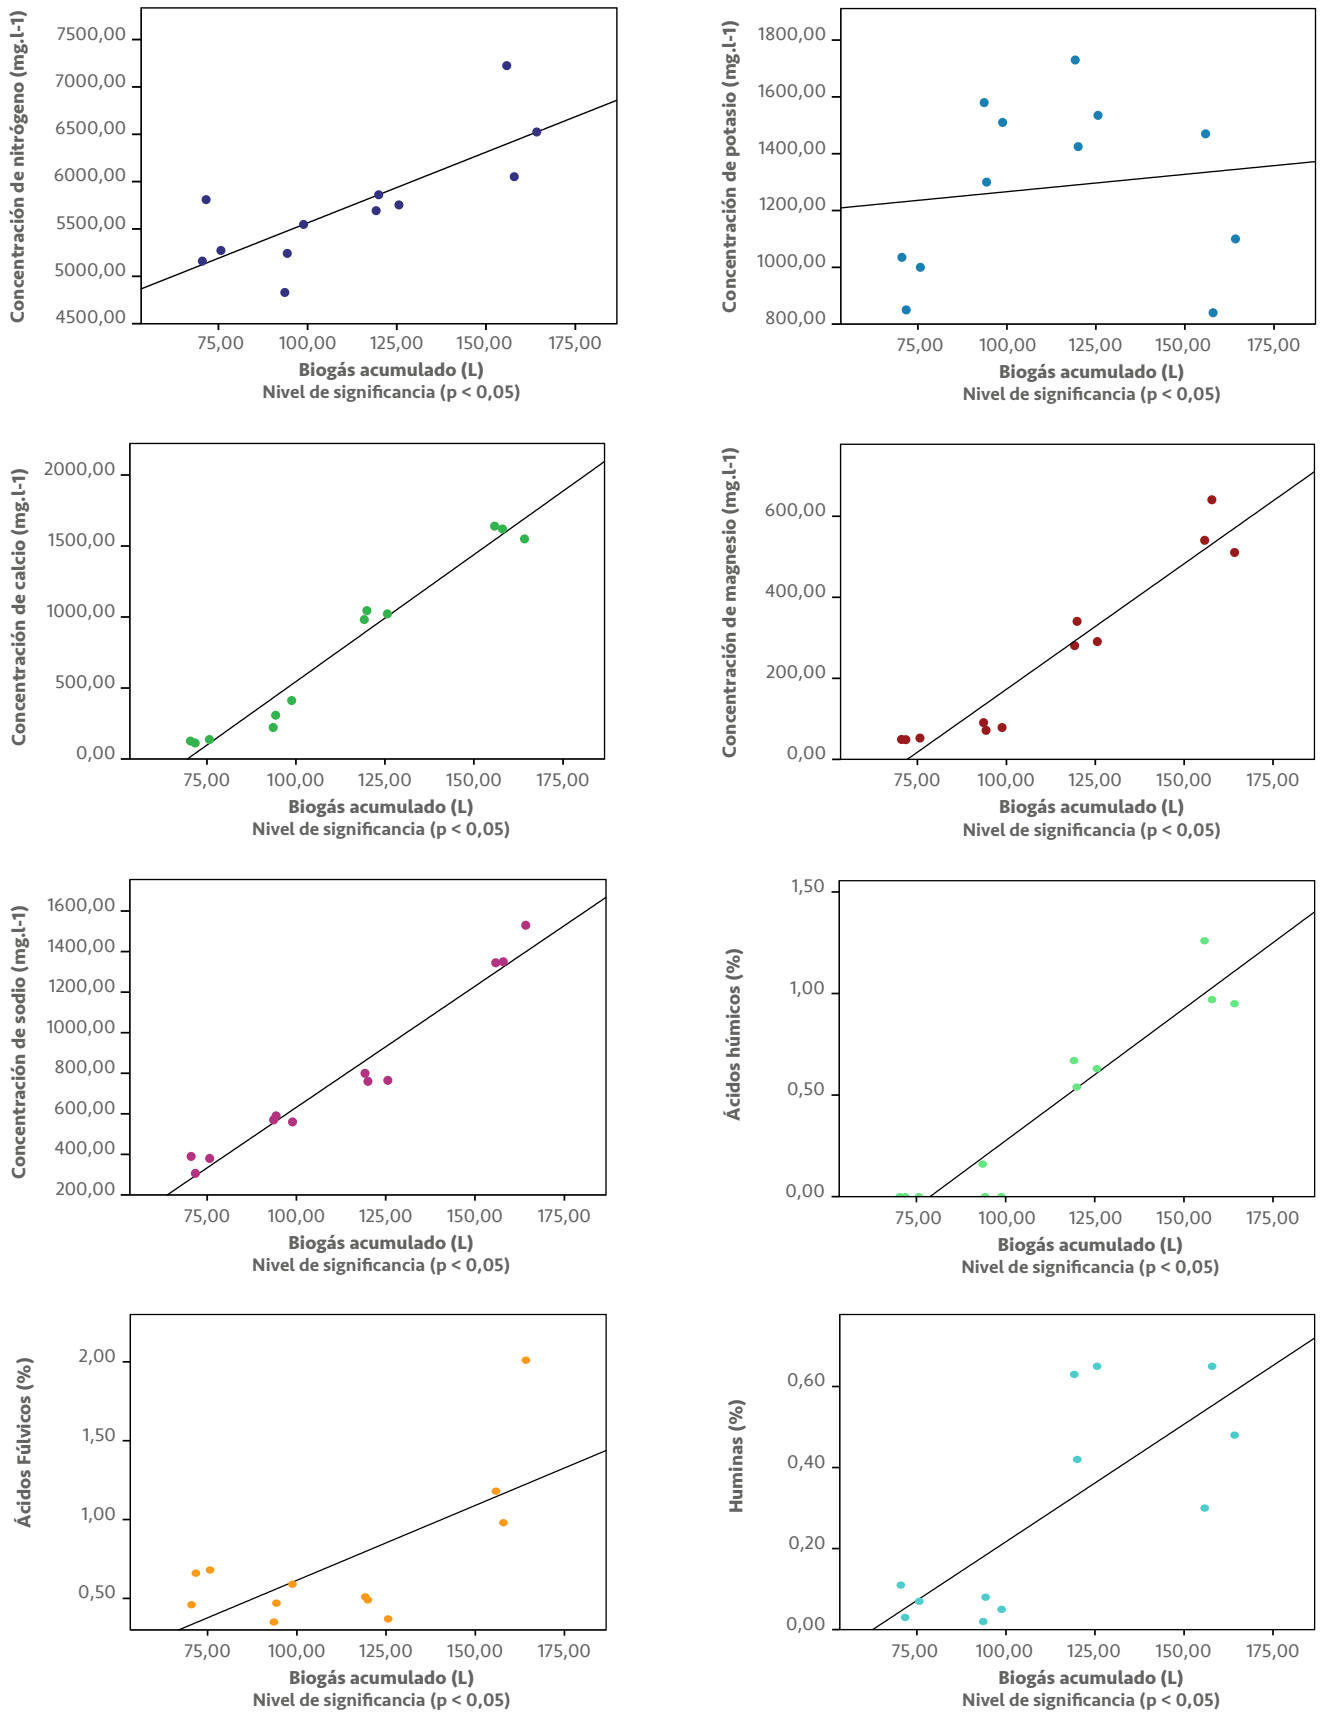 Concentración de nitrógeno (mg.l-1)
7500,00
7000,00
6500,00
6000,00
5500,00
5000,00
4500,00
75,00 100,00 125,00 150,00 175,00
Biogás acumulado (L)
Nivel de significancia (p < 0,05)
Concentración de potasio (mg.l-1)
1800,00
1600,00
1400,00
1200,00
1000,00
800,00
75,00 100,00 125,00 150,00 175,00
Biogás acumulado (L)
Nivel de significancia (p < 0,05)
Concentración de calcio (mg.l-1)
2000,00
1500,00
1000,00
500,00
0,00
75,00 100,00 125,00 150,00 175,00
Biogás acumulado (L)
Nivel de significancia (p < 0,05)
Concentración de magnesio (mg.l-1)
600,00
400,00
200,00
0,00
75,00 100,00 125,00 150,00 175,00
Biogás acumulado (L)
Nivel de significancia (p < 0,05)
Concentración de sodio (mg.l-1)
1600,00
1400,00
1200,00
1000,00
800,00
600,00
400,00
200,00
75,00 100,00 125,00 150,00 175,00
Biogás acumulado (L)
Nivel de significancia (p < 0,05)
Ácidos húmicos (%)
1,50
1,00
0,50
0,00
75,00 100,00 125,00 150,00 175,00
Biogás acumulado (L)
Nivel de significancia (p < 0,05)
Ácidos Fúlvicos (%)
2,00
1,50
1,00
0,50
75,00 100,00 125,00 150,00 175,00
Biogás acumulado (L)
Nivel de significancia (p < 0,05)
Huminas (%)
0,60
0,40
0,20
0,00
75,00 100,00 125,00 150,00 175,00
Biogás acumulado (L)
Nivel de significancia (p < 0,05)